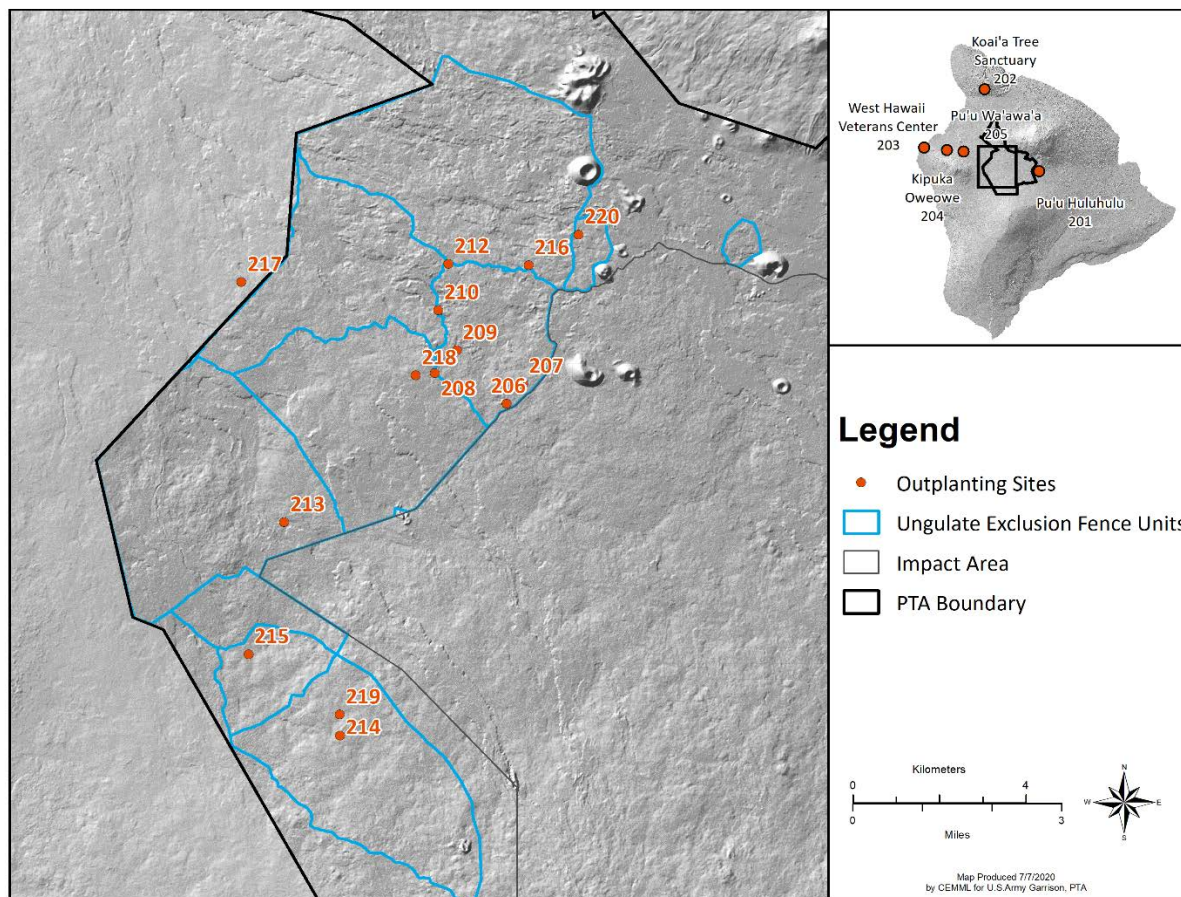 217
212
216
220
210
209
218
208
206
207
213
215
219
214
Koai'a Tree
Sanctuary
202
West Hawaii
Veterans Center
203
Pu'u Wa'awa'a
205
Kipuka
Oweowe
204
Pu'u Huluhulu
201
Legend
Outplanting Sites
Ungulate Exclusion Fence Units
Impact Area
PTA Boundary
Kilometers
0 4
0 3
Miles
N
W E
S
Map Produced 7/7/2020
by CEMML for U.S.Army Garrison, PTA